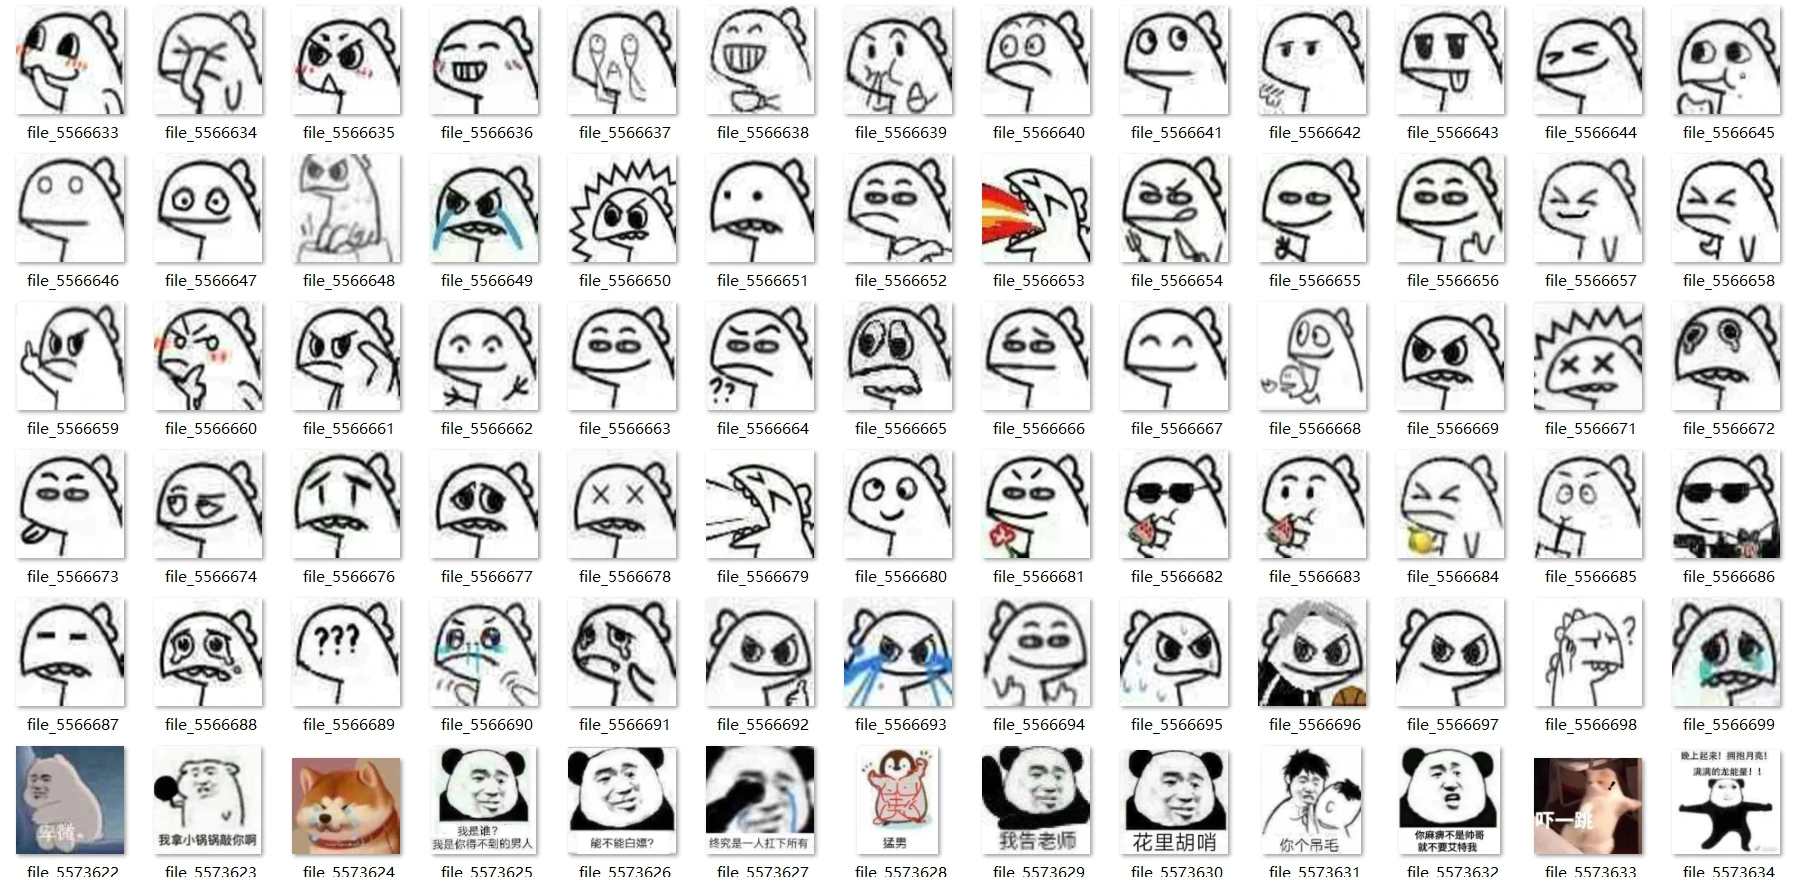 file_5566633 file_5566634 file_5566635 file_5566636 file_5566637 file_5566638 file_5566639 file_5566640 file_5566641 file_5566642 file_5566643 file_5566644 file_5566645
file_5566646 file_5566647 file_5566648 file_5566649 file_5566650 file_5566651 file_5566652 file_5566653 file_5566654 file_5566655 file_5566656 file_5566657 file_5566658
??
file_5566659 file_5566660 file_5566661 file_5566662 file_5566663 file_5566664 file_5566665 file_5566666 file_5566667 file_5566668 file_5566669 file_5566671 file_5566672
file_5566673 file_5566674 file_5566676 file_5566677 file_5566678 file_5566679 file_5566680 file_5566681 file_5566682 file_5566683 file_5566684 file_5566685 file_5566686
???
?
file_5566687 file_5566688 file_5566689 file_5566690 file_5566691 file_5566692 file_5566693 file_5566694 file_5566695 file_5566696 file_5566697 file_5566698 file_5566699
我拿小锅锅敲你啊
我是谁?
我是你得不到的男人
能不能白嫖?
终究是一人扛下所有
猛男
我告老师
花里胡哨
你个吊毛
你麻痹不是帅哥
就不要艾特我
吓一跳
晚上起来！拥抱月亮！
满满的龙能量！！
file_5573622 file_5573623 file_5573624 file_5573625 file_5573626 file_5573627 file_5573628 file_5573629 file_5573630 file_5573631 file_5573632 file_5573633 file_5573634